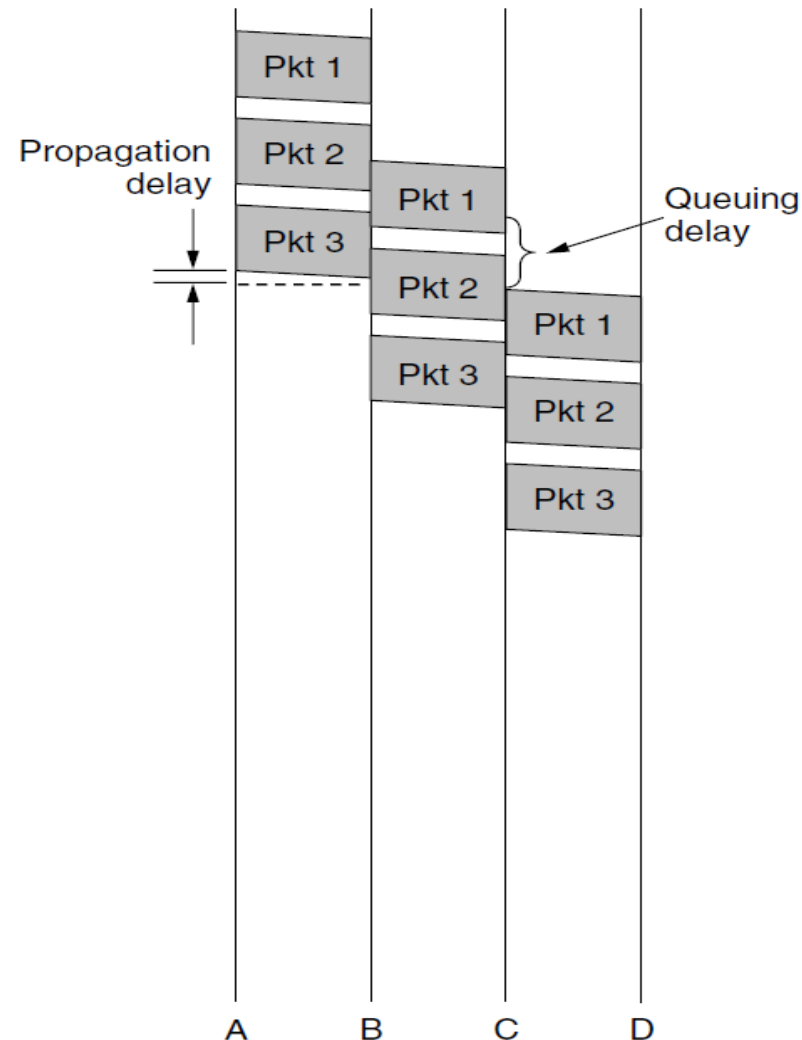 Pkt 1
Propagation
delay
Pkt 2
Pkt 3
Pkt 1
Pkt 2
Pkt 3
Queuing
delay
Pkt 1
Pkt 2
Pkt 3
A B C D